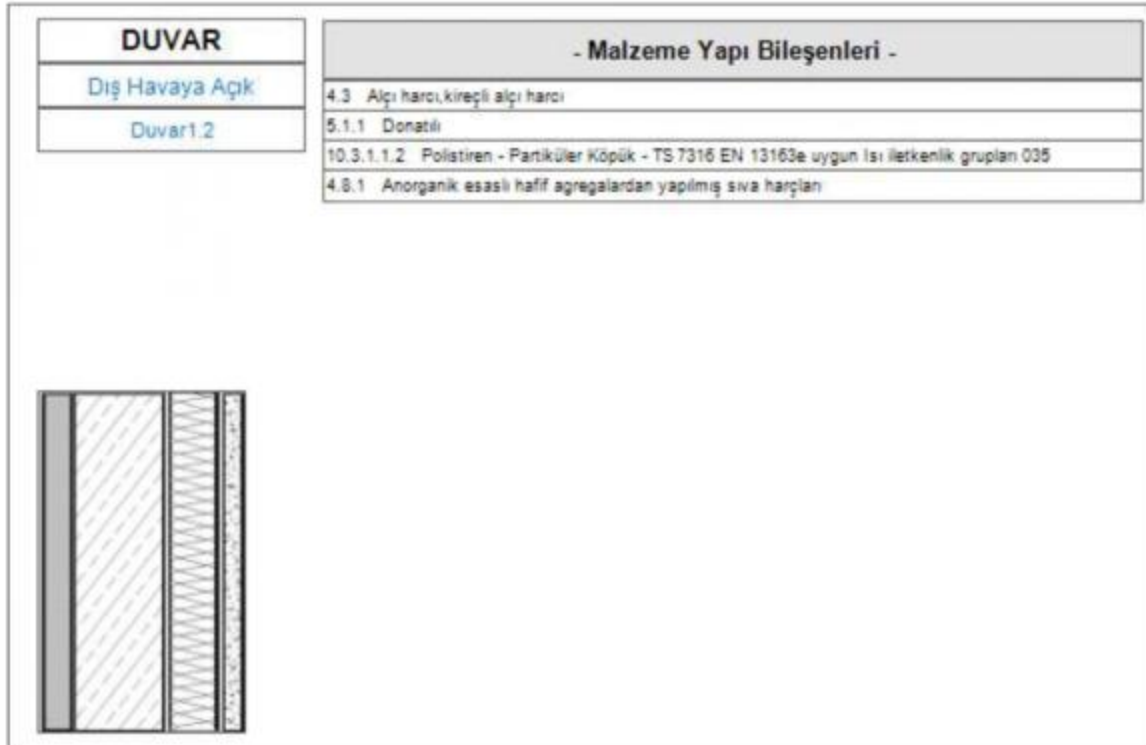 DUVAR
Dış Havaya Açık
Duvar1.2
- Malzeme Yapı Bileşenleri -
4.3 Alçı harcı,kireçli alçı harcı
5.1.1 Donatılı
10.3.1.1.2 Polistiren - Partiküler Köpük - TS 7316 EN 13163e uygun Isı iletkenlik grupları 035
4.8.1 Anorganik esaslı hafif agregalardan yapılmış sıva harçları